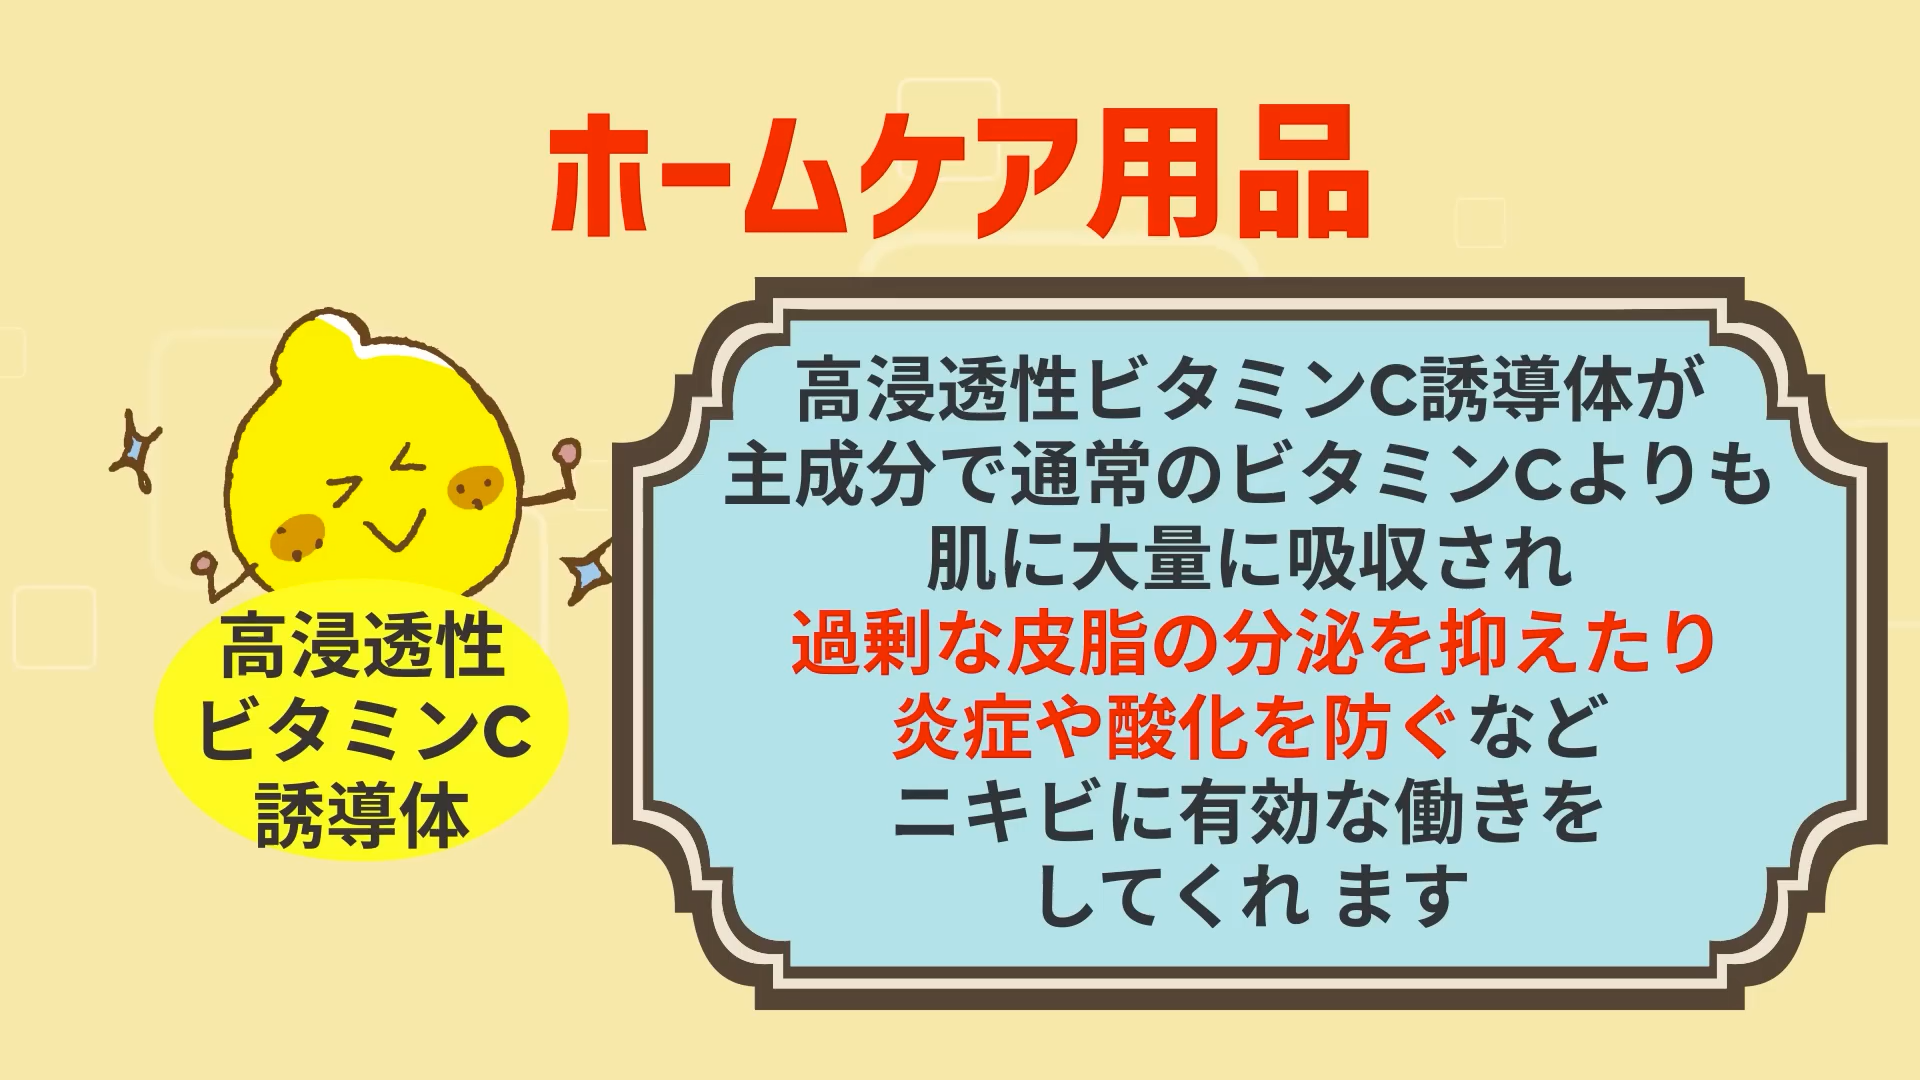 ホームケア用品
高浸透性
ビタミンC
誘導体
高浸透性ビタミンC誘導体が
主成分で通常のビタミンCよりも
肌に大量に吸収され
過剰な皮脂の分泌を抑えたり
炎症や酸化を防ぐなど
ニキビに有効な働きを
してくれ ます